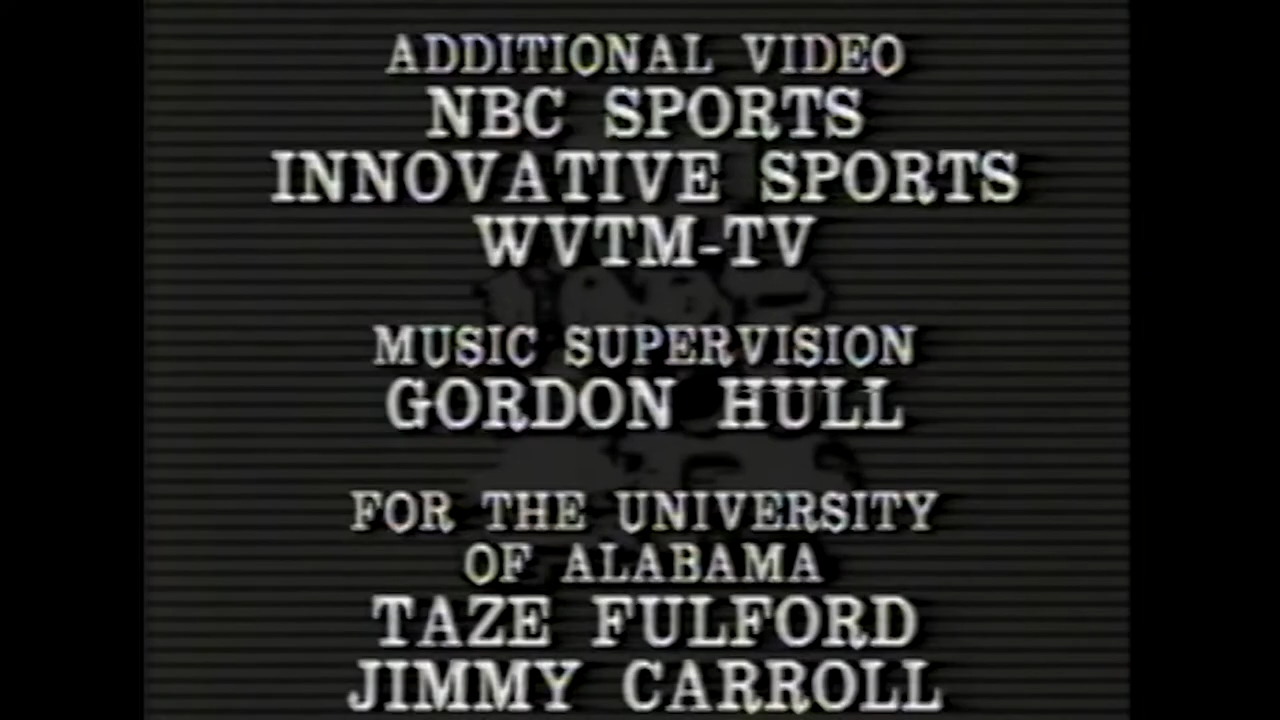 ADDITIONAL VIDEO
NBC SPORTS
INNOVATIVE SPORTS
WVTM-TV
MUSIC SUPERVISION
GORDON HULL
FOR THE UNIVERSITY
OF ALABAMA
TAZE FULFORD
JIMMY CARROLL